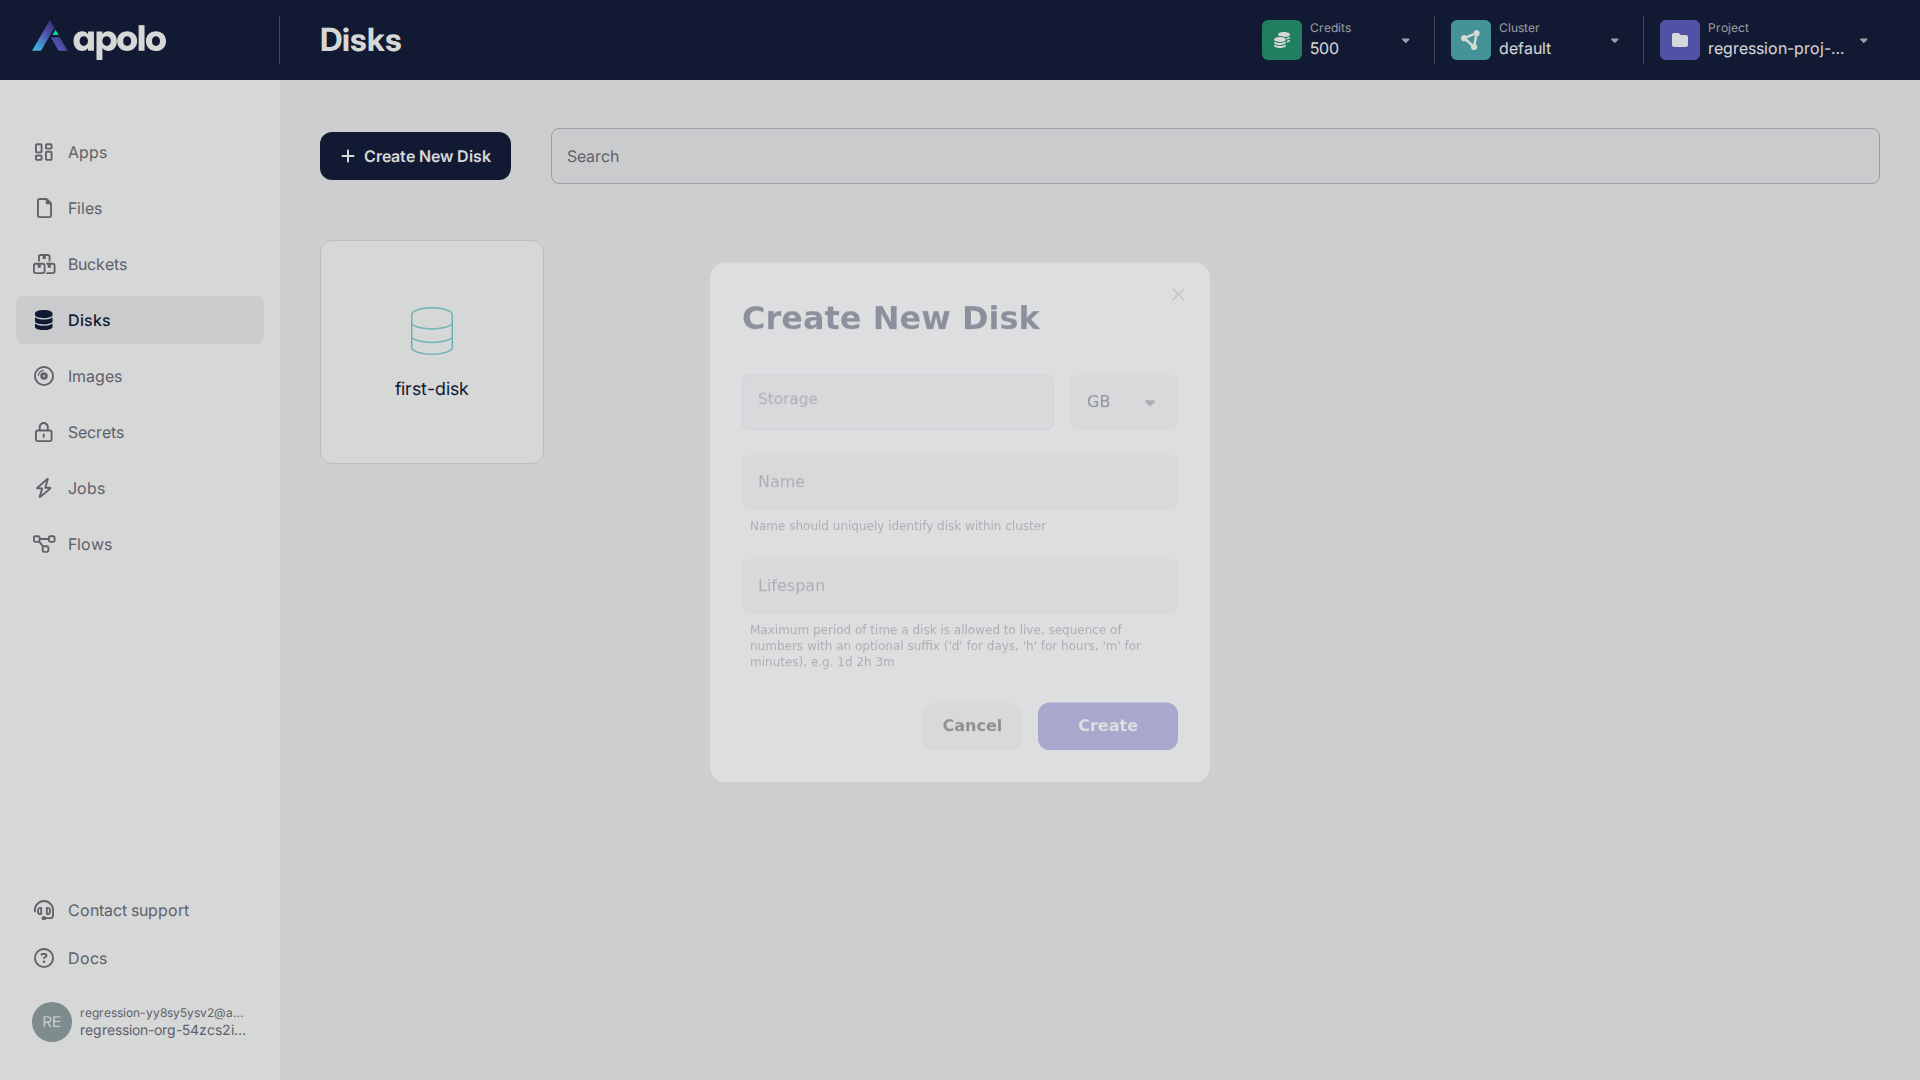 apolo
Disks
Credits
500
Cluster
default
Project
regression-proj-...
Apps
Files
Buckets
Disks
Images
Secrets
Jobs
Flows
Contact support
Docs
RE
regression-yy8sy5ysv2@a...
regression-org-54zcs2i...
Create New Disk
Search
first-disk
Create New Disk
Storage
GB
Name
Name should uniquely identify disk within cluster
Lifespan
Maximum period of time a disk is allowed to live, sequence of
numbers with an optional suffix ('d' for days, 'h' for hours, 'm' for
minutes), e.g. 1d 2h 3m
Cancel
Create